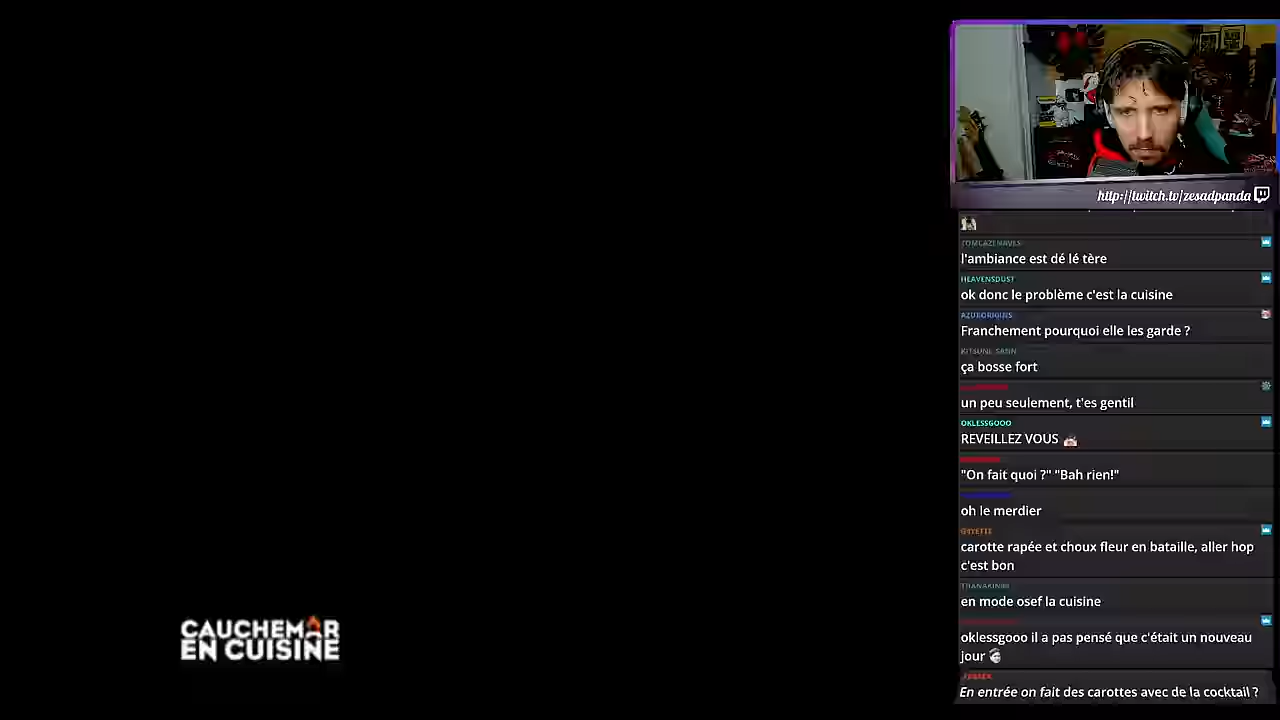 http://twitch.tv/zesadpanda
l'ambiance est dé lé tère
HEAVENSDUST
ok donc le problème c'est la cuisine
AZURORIGINS
Franchement pourquoi elle les garde ?
ça bosse fort
un peu seulement, t'es gentil
OKLESSGOOO
REVEILLEZ VOUS
"On fait quoi ?" "Bah rien!"
oh le merdier
carotte rapée et choux fleur en bataille, aller hop
c'est bon
en mode osef la cuisine
oklessgooo il a pas pensé que c'était un nouveau
jour
En entrée on fait des carottes avec de la cocktail ?
CAUCHEMAR
EN CUISINE